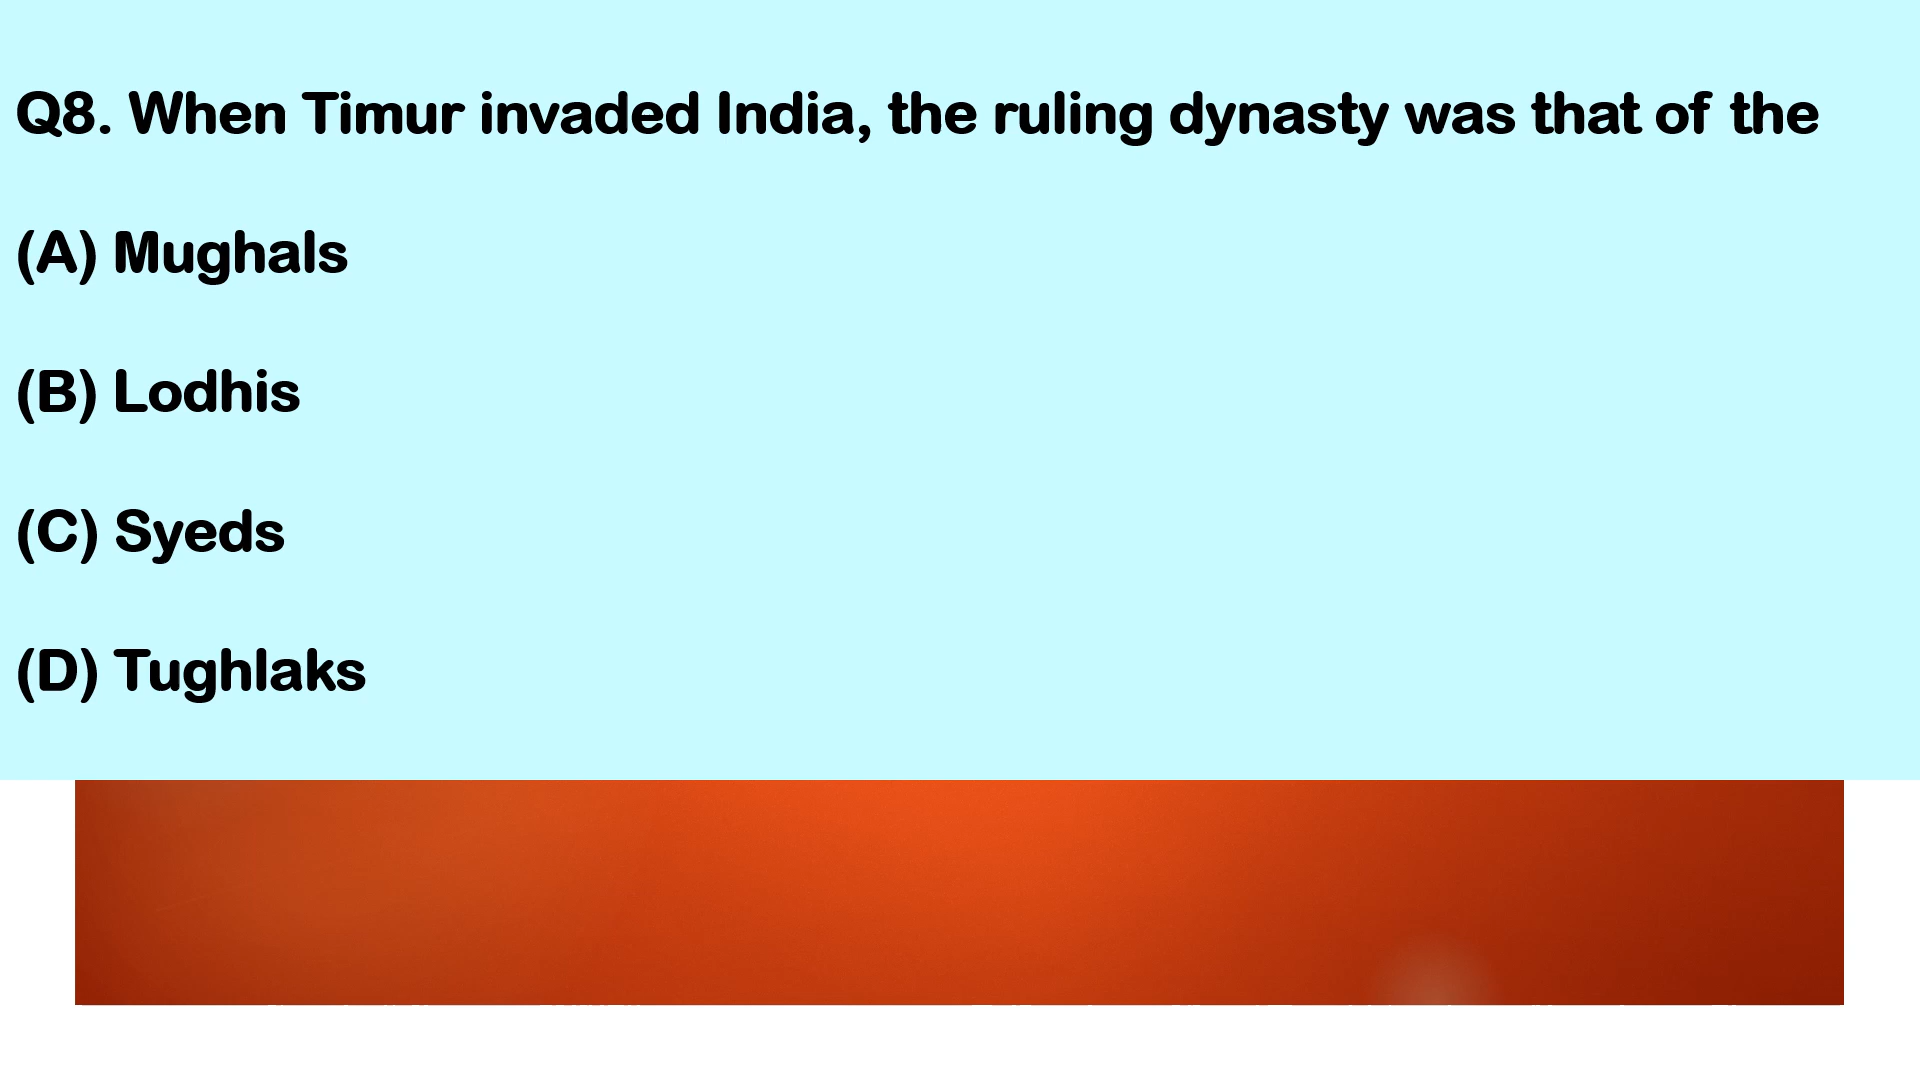 Q8. When Timur invaded India, the ruling dynasty was that of the
(A) Mughals
(B) Lodhis
(C) Syeds
(D) Tughlaks